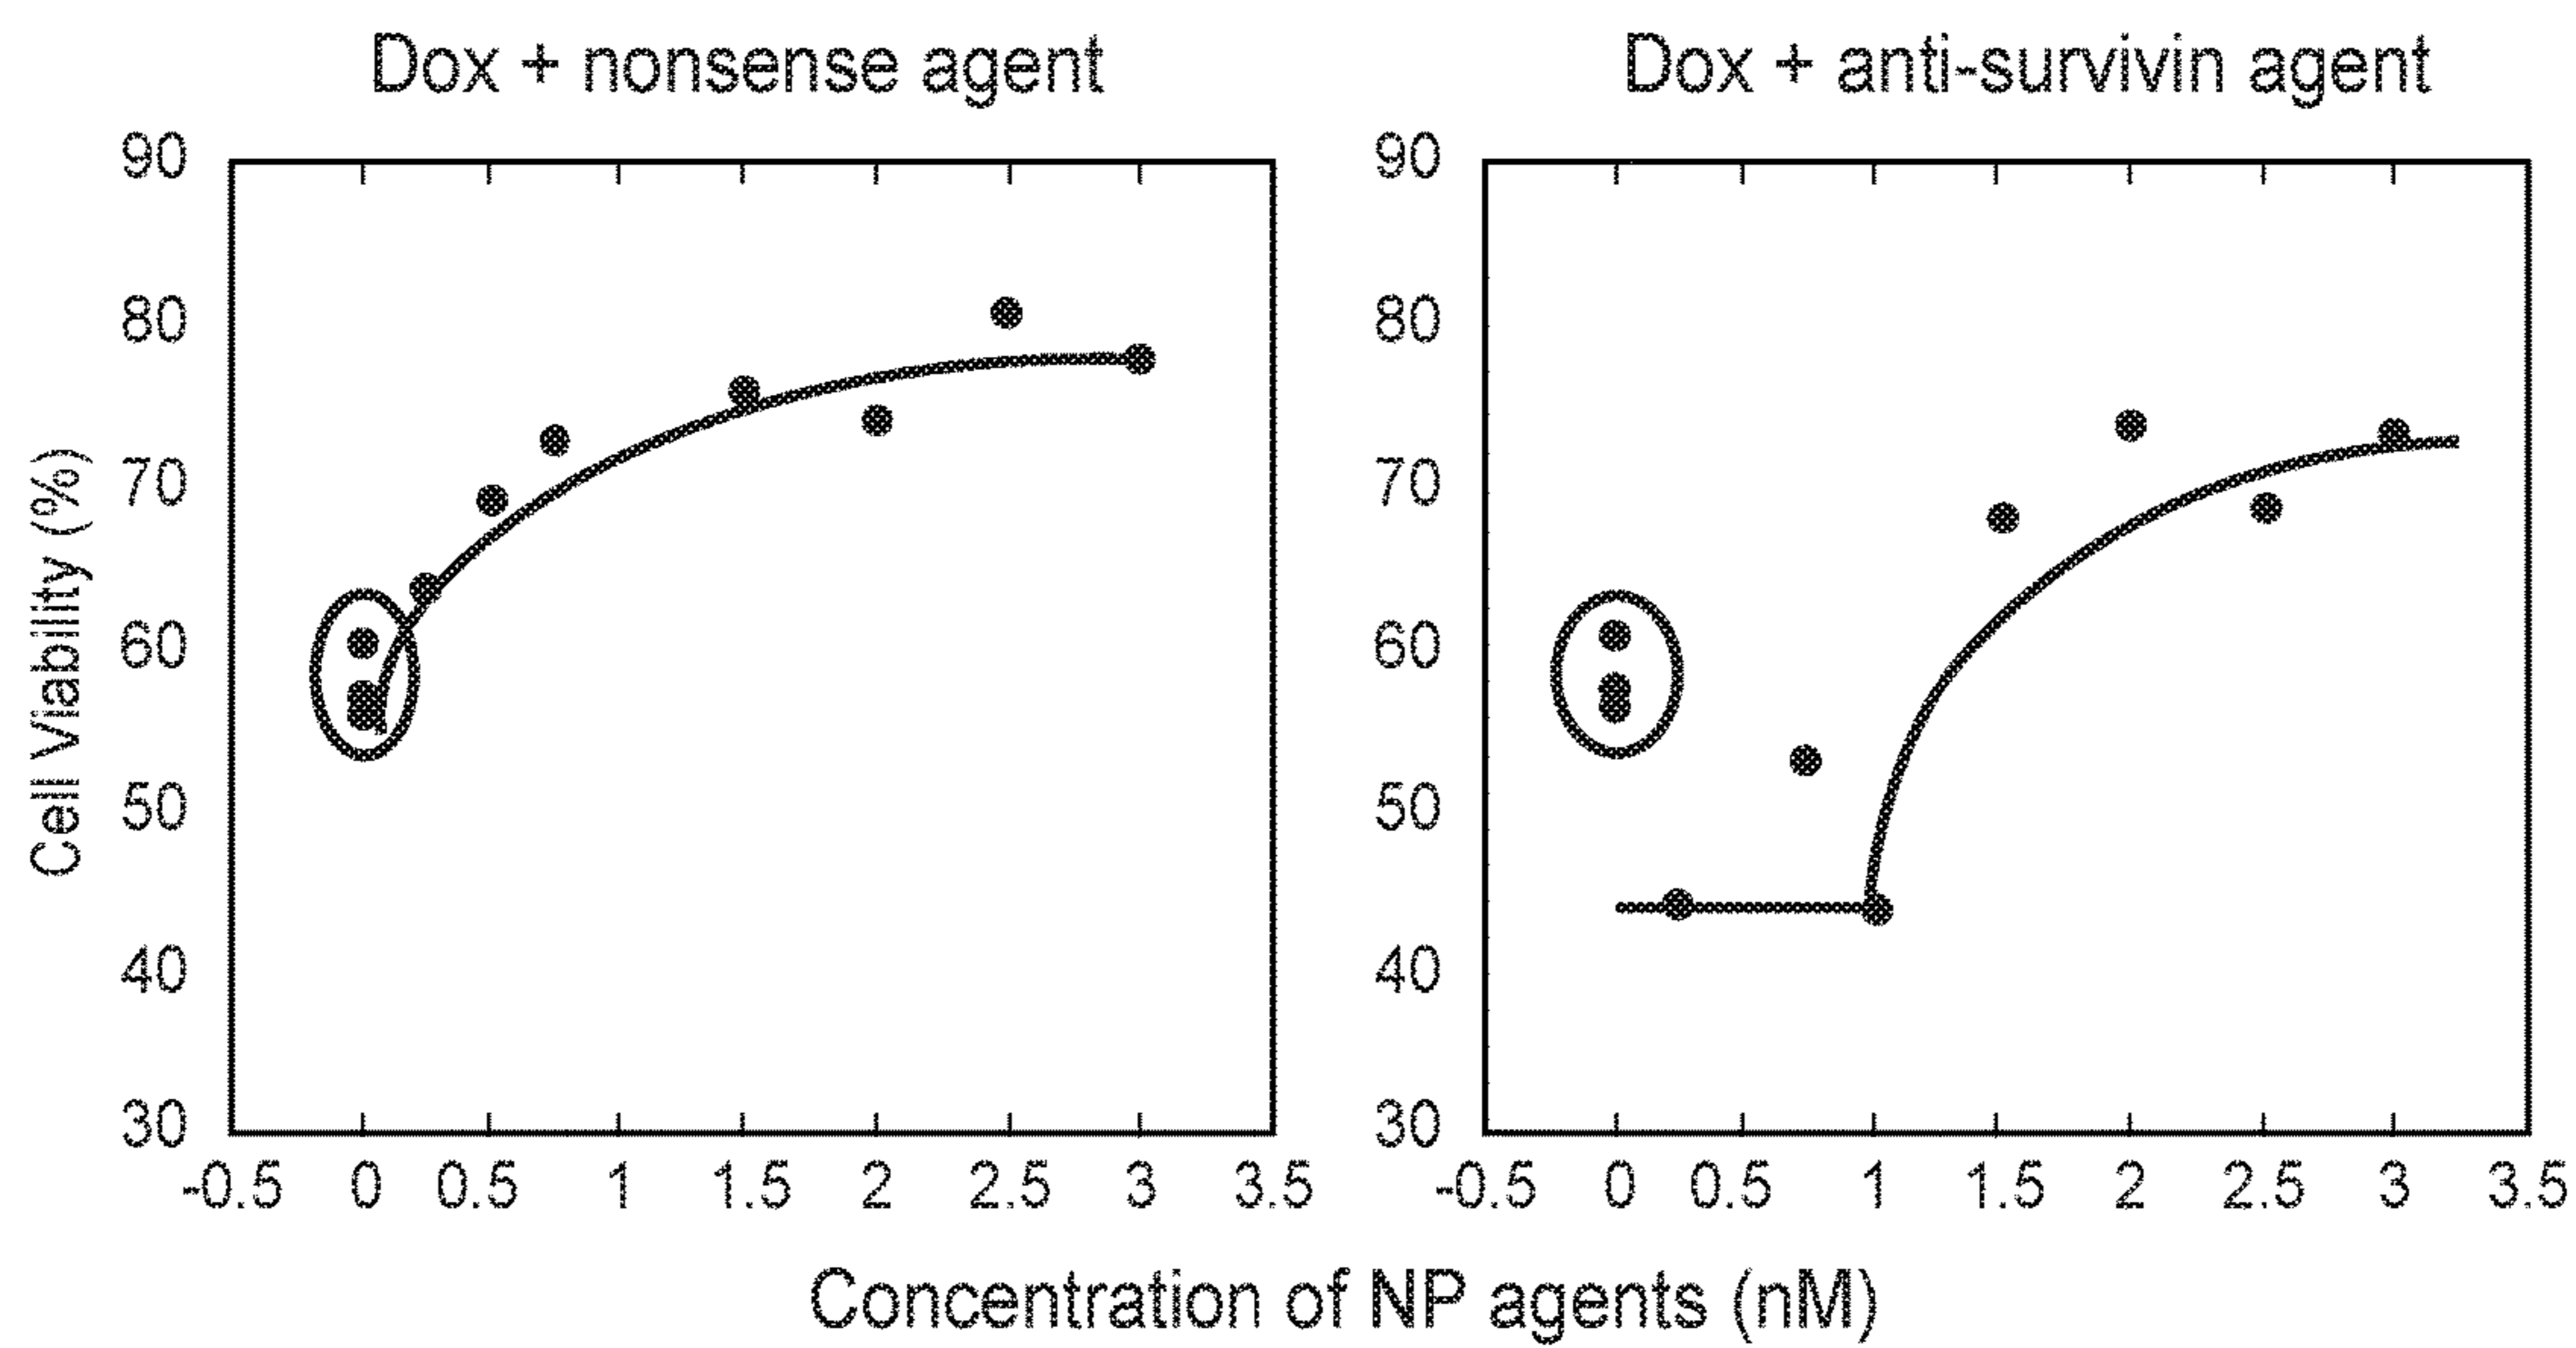 Dox + nonsense agent
Dox + anti-survivin agent
Cell Viability (%)
90
80
70
60
50
40
30
-0.5 0 0.5 1 1.5 2 2.5 3 3.5
90
80
70
60
50
40
30
-0.5 0 0.5 1 1.5 2 2.5 3 3.5
Concentration of NP agents (nM)